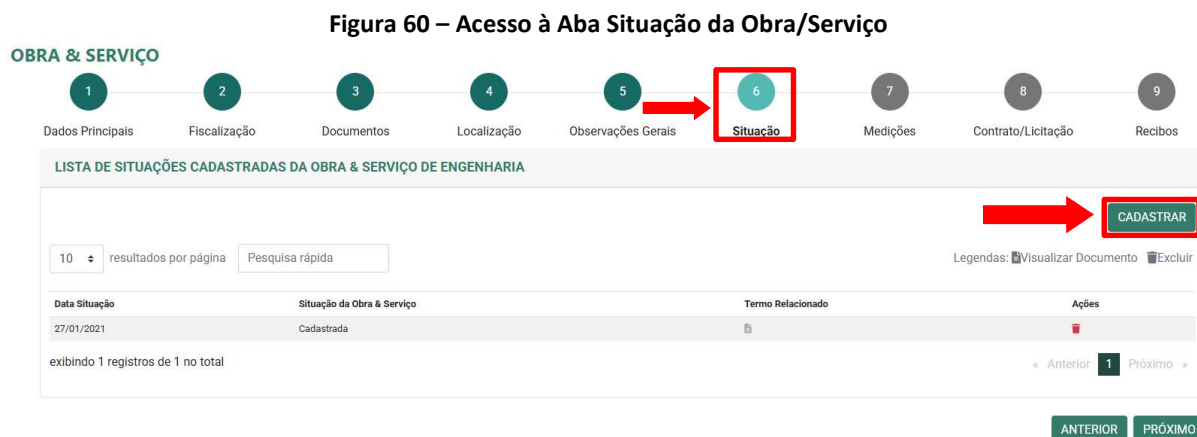 Figura 60 – Acesso à Aba Situação da Obra/Serviço
OBRA & SERVIÇO
1 2 3 4 5 6 7 8 9
Dados Principais Fiscalização Documentos Localização Observações Gerais Situação Medições Contrato/Licitação Recibos
LISTA DE SITUAÇÕES CADASTRADAS DA OBRA & SERVIÇO DE ENGENHARIA
CADASTRAR
10 resultados por página Pesquisa rápida Legendas: Visualizar Documento Excluir
Data Situação Situação da Obra & Serviço Termo Relacionado Ações
27/01/2021 Cadastrada
exibindo 1 registros de 1 no total « Anterior 1 Próximo »
ANTERIOR PRÓXIMO